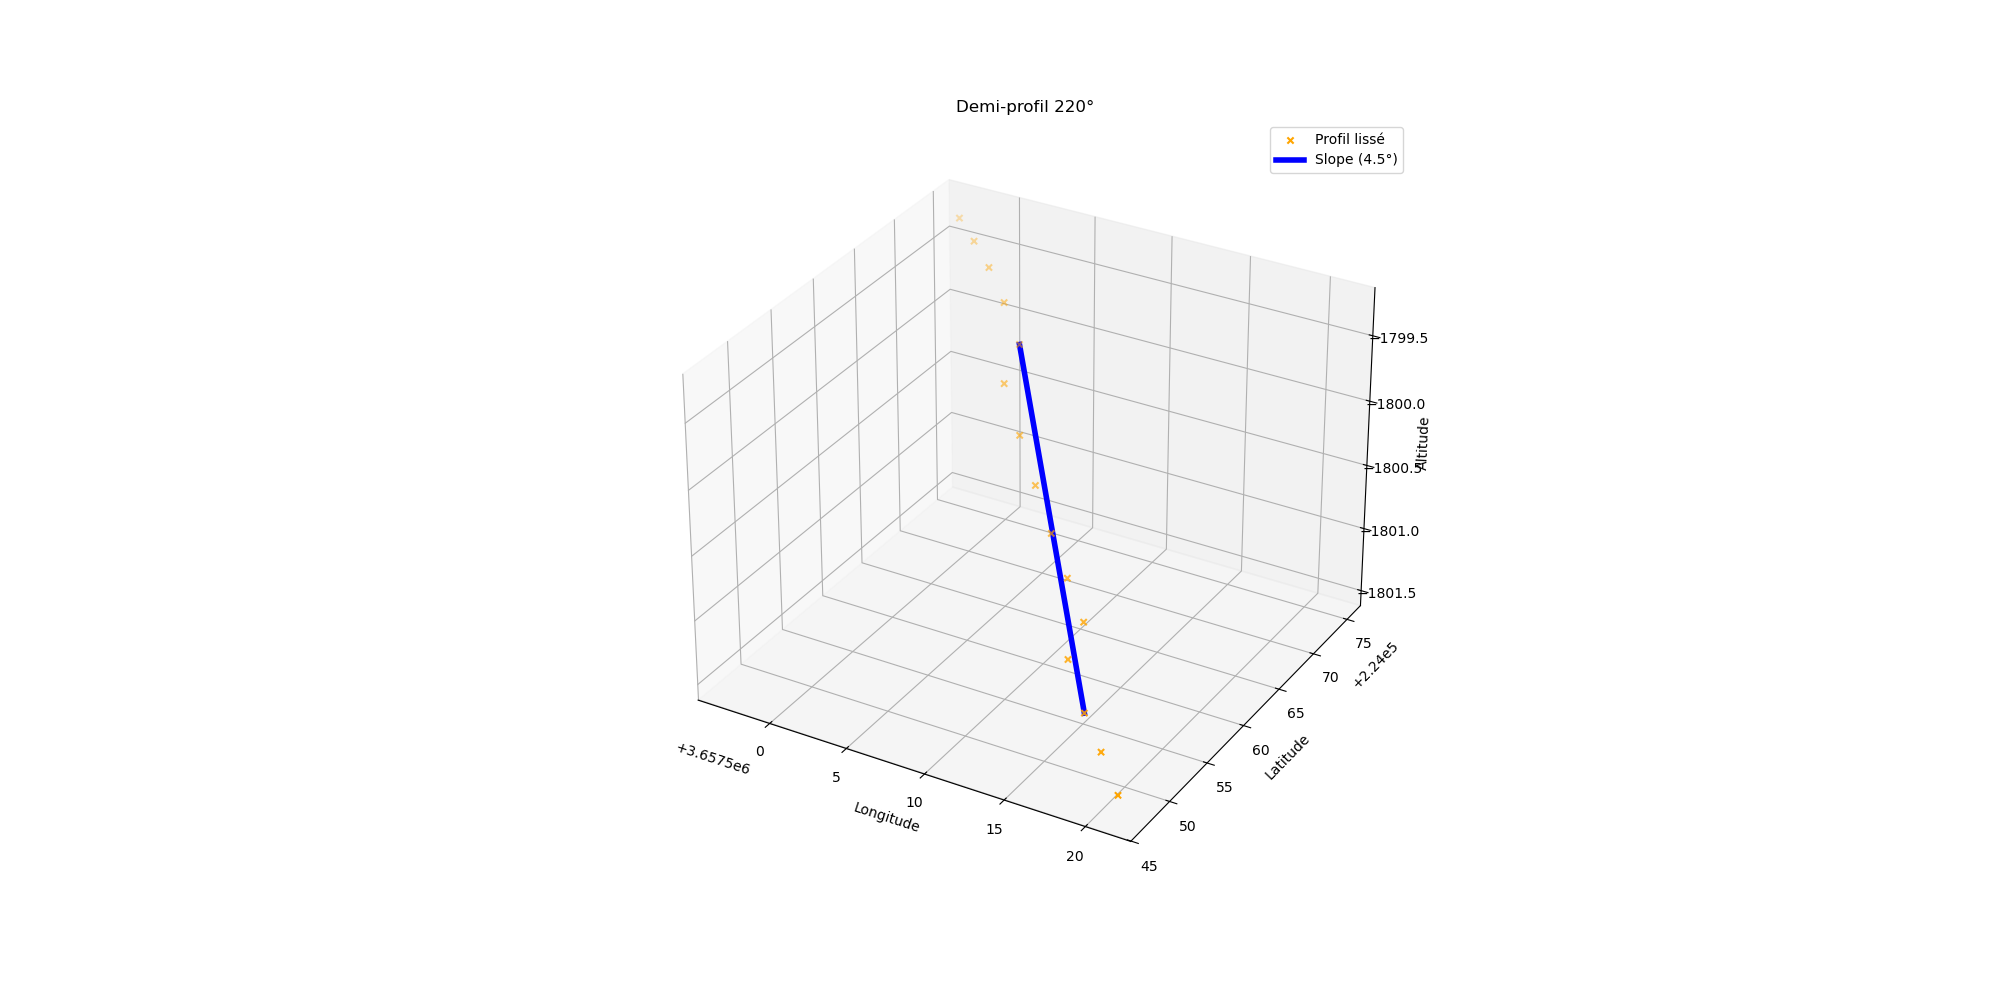 Demi-profil 220°
Profil lissé
Slope (4.5°)
−1799.5
−1800.0
Altitude
−1800.5
−1801.0
−1801.5
75
+2.24e5
70
65
60
Latitude
55
50
45
+3.6575e6
0
5
10
15
20
Longitude